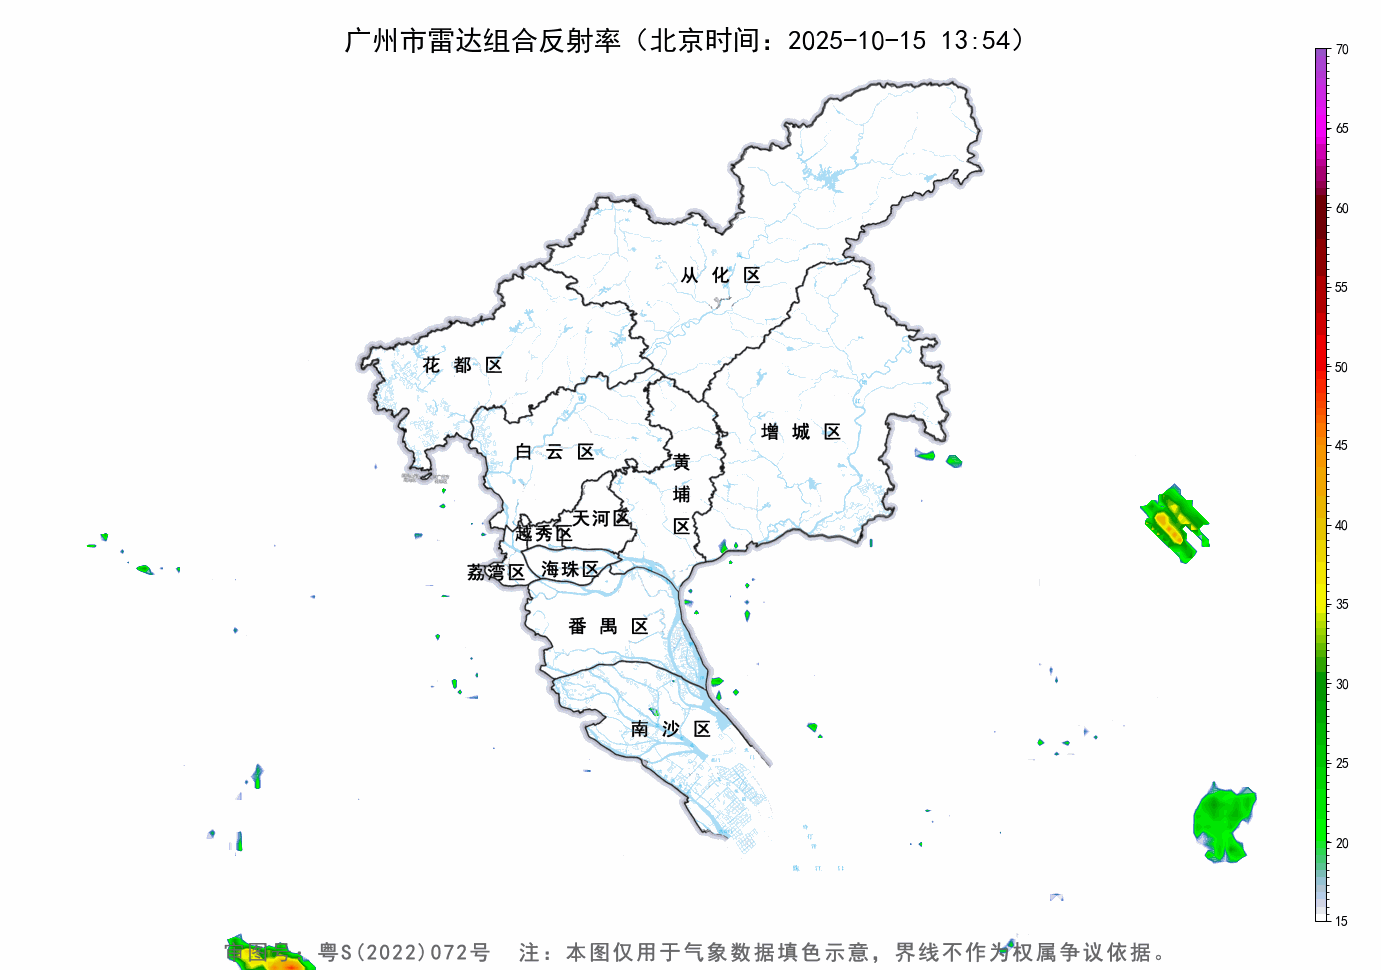 广州市雷达组合反射率（北京时间：2025-10-15 13:54）
70
65
60
55
50
45
40
35
30
25
20
15
从化区
花都区
增城区
白云区
黄埔区
天河区
越秀区
荔湾区
海珠区
番禺区
南沙区
审图号：粤S(2022)072号 注：本图仅用于气象数据填色示意，界线不作为权属争议依据。